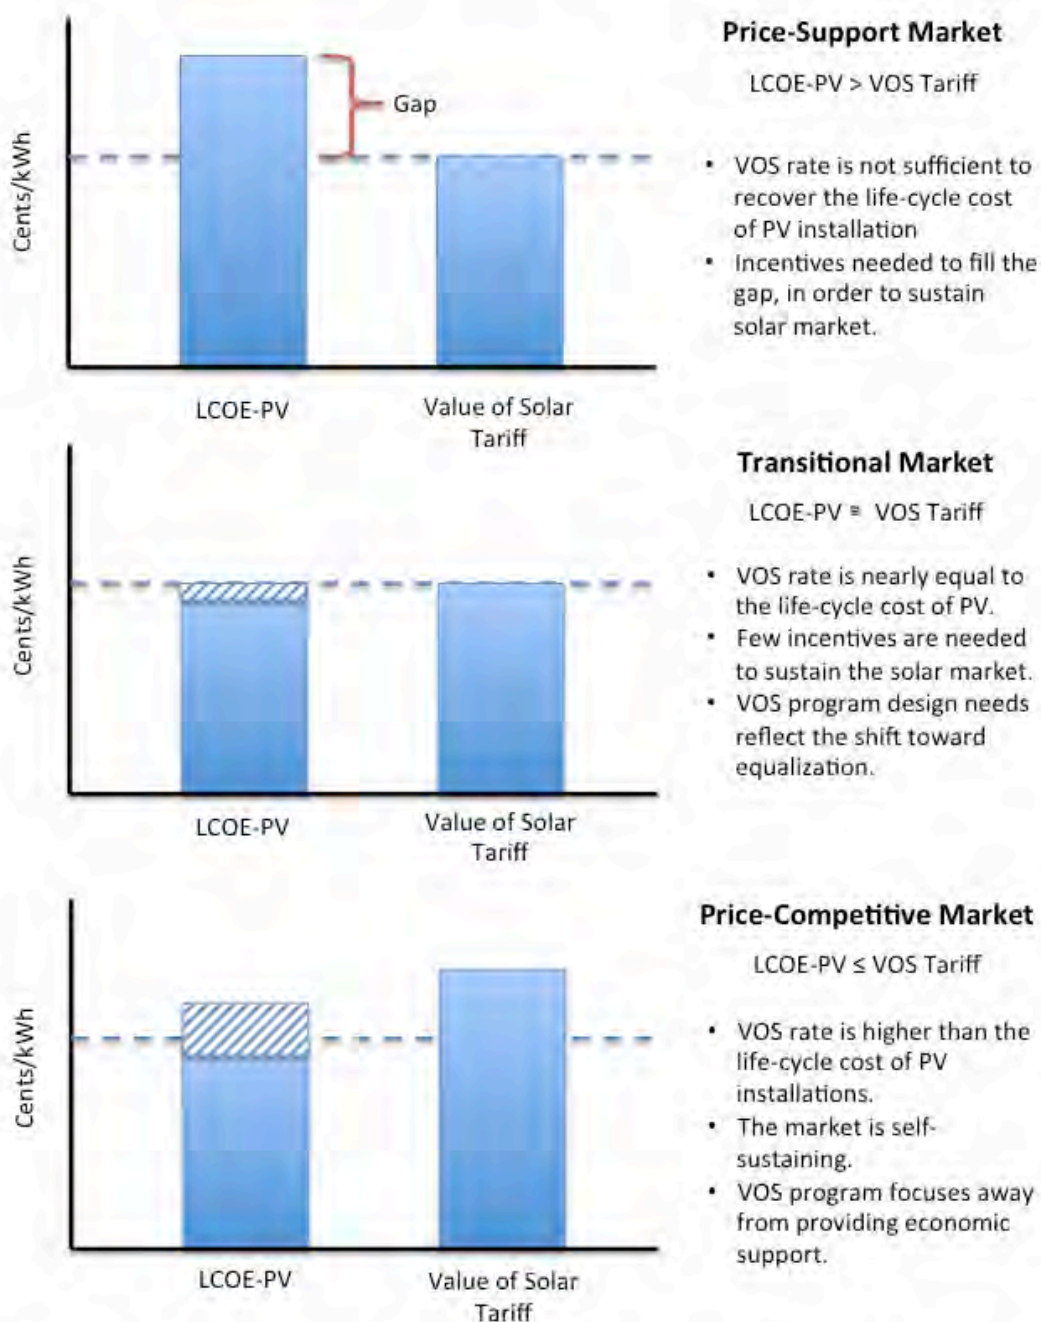 Price-Support Market
LCOE-PV > VOS Tariff
Gap
Cents/kWh
• VOS rate is not sufficient to
recover the life-cycle cost
of PV installation
• Incentives needed to fill the
gap, in order to sustain
solar market.
LCOE-PV
Value of Solar
Tariff
Transitional Market
LCOE-PV ≅ VOS Tariff
Cents/kWh
• VOS rate is nearly equal to
the life-cycle cost of PV.
• Few incentives are needed
to sustain the solar market.
• VOS program design needs
reflect the shift toward
equalization.
LCOE-PV
Value of Solar
Tariff
Price-Competitive Market
LCOE-PV ≤ VOS Tariff
Cents/kWh
• VOS rate is higher than the
life-cycle cost of PV
installations.
• The market is self-
sustaining.
• VOS program focuses away
from providing economic
support.
LCOE-PV
Value of Solar
Tariff